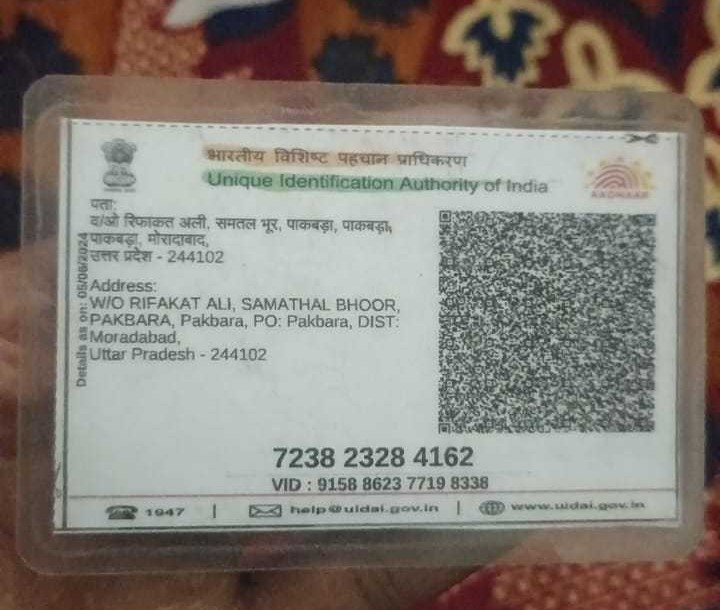 भारतीय विशिष्ट पहचान प्राधिकरण
Unique Identification Authority of India
AADHAAR
पता:
द/ओ रिफाकत अली, समतल भूर, पाकबड़ा, पाकबड़ा,
पाकबड़ा, मोरादाबाद,
उत्तर प्रदेश - 244102
Address:
W/O RIFAKAT ALI, SAMATHAL BHOOR,
PAKBARA, Pakbara, PO: Pakbara, DIST:
Moradabad,
Uttar Pradesh - 244102
Details as on: 05/06/2024
7238 2328 4162
VID : 9158 8623 7719 8338
1947 | help@uidai.gov.in | www.uidai.gov.in